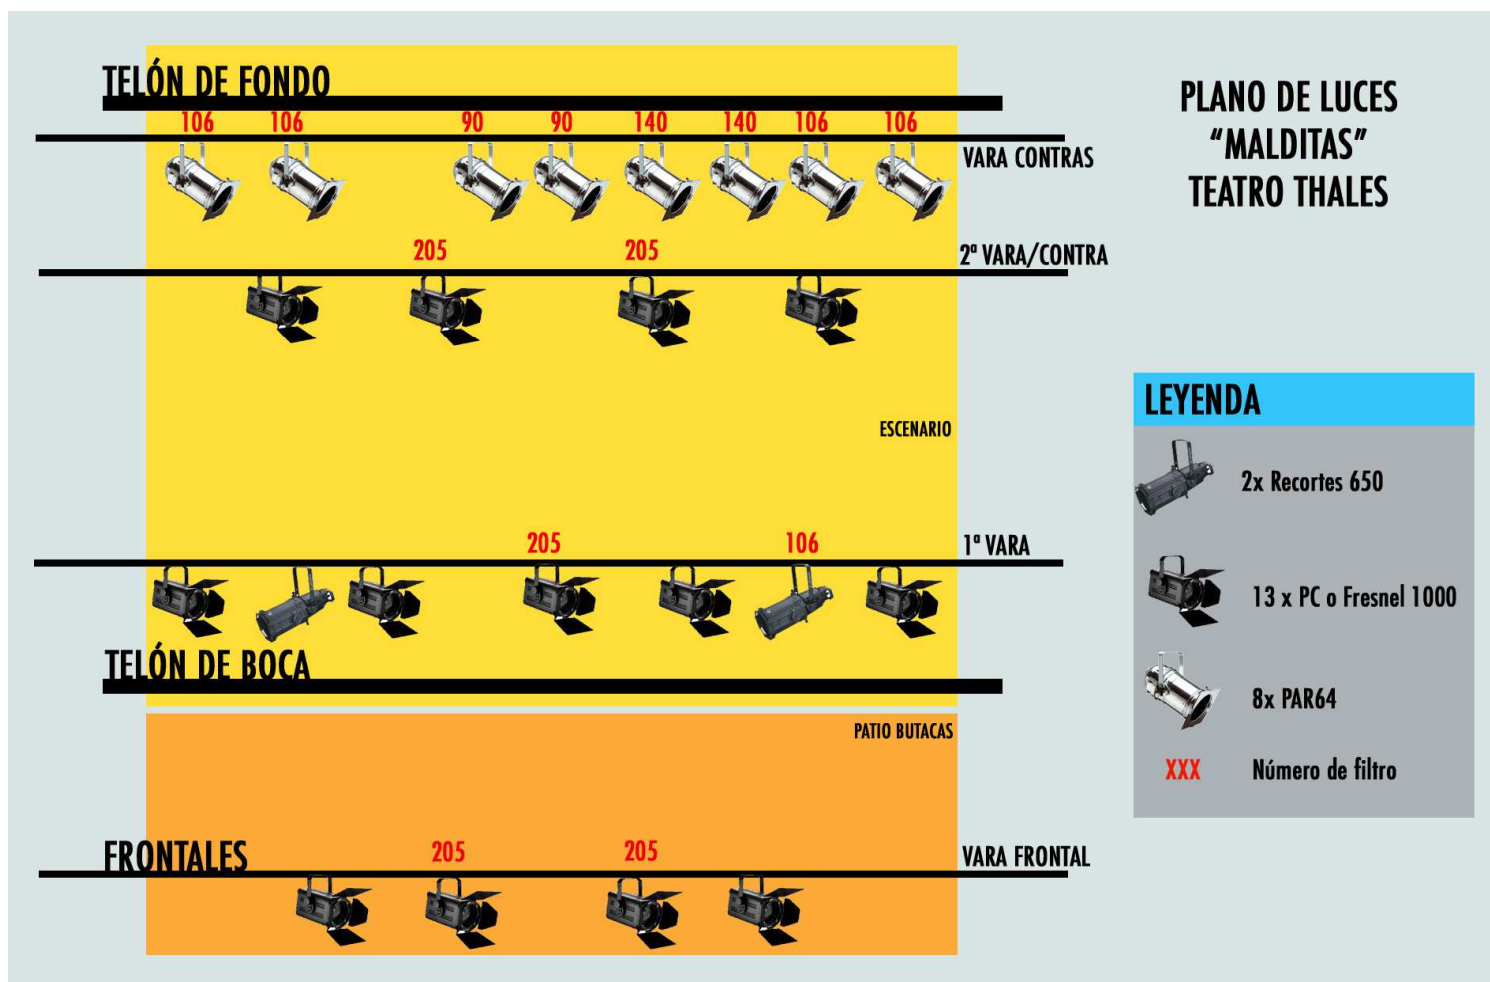 TELÓN DE FONDO
106 106 90 90 140 140 106 106
VARA CONTRAS
205 205
2ª VARA/CONTRA
ESCENARIO
205 106
1ª VARA
TELÓN DE BOCA
PATIO BUTACAS
FRONTALES
205 205
VARA FRONTAL
PLANO DE LUCES
“MALDITAS”
TEATRO THALES
LEYENDA
2x Recortes 650
13 x PC o Fresnel 1000
8x PAR64
XXX Número de filtro